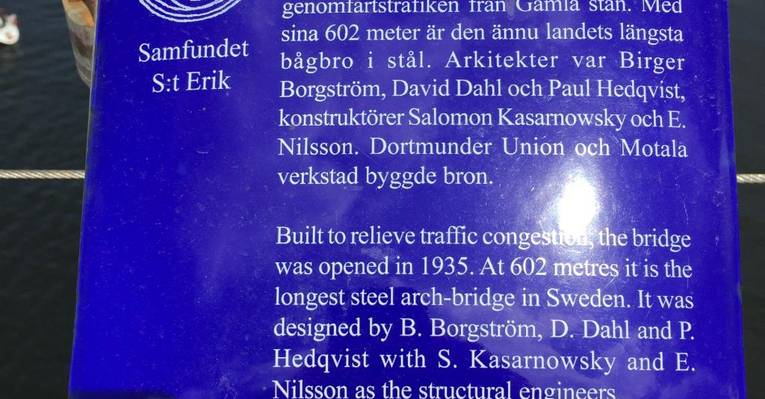 Samfundet
S:t Erik
genomfartstrafiken från Gamla stan. Med
sina 602 meter är den ännu landets längsta
bågbro i stål. Arkitekter var Birger
Borgström, David Dahl och Paul Hedqvist,
konstruktörer Salomon Kasarnowsky och E.
Nilsson. Dortmunder Union och Motala
verkstad byggde bron.
Built to relieve traffic congestion, the bridge
was opened in 1935. At 602 metres it is the
longest steel arch-bridge in Sweden. It was
designed by B. Borgström, D. Dahl and P.
Hedqvist with S. Kasarnowsky and E.
Nilsson as the structural engineers